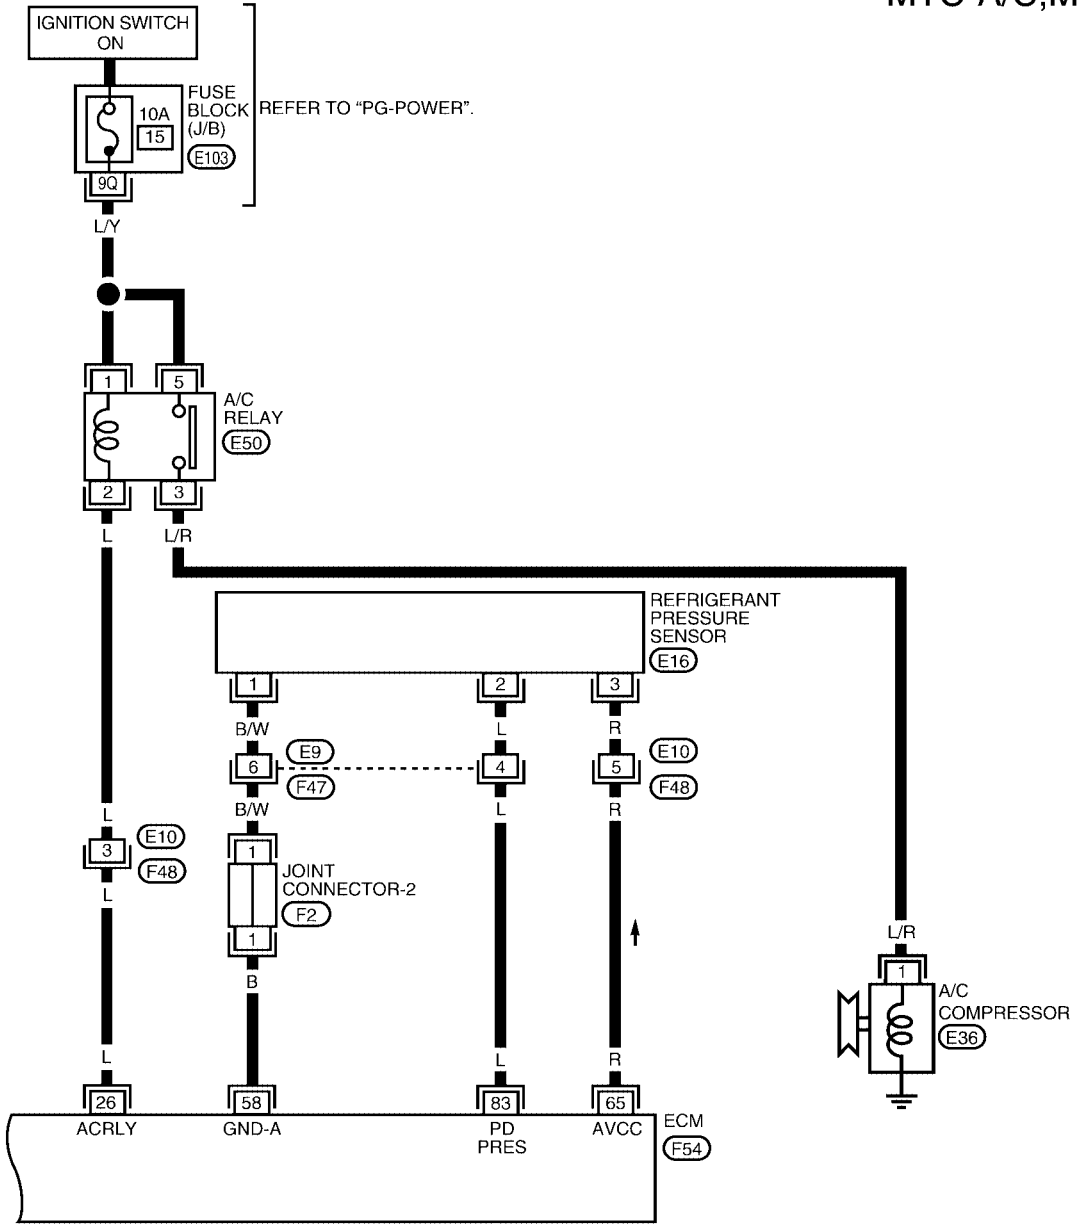 IGNITION SWITCH
ON
FUSE
BLOCK
(J/B)
E103
10A
15
9Q
REFER TO “PG-POWER”.
L/Y
1
5
A/C
RELAY
E50
2
3
L
L/R
REFRIGERANT
PRESSURE
SENSOR
E16
1
2
3
B/W
L
R
6
E9
F47
4
5
E10
F48
B/W
L
R
L
3
E10
F48
L
1
JOINT
CONNECTOR-2
F2
1
B
L/R
1
A/C
COMPRESSOR
E36
L
L
R
26
58
83
65
ACRLY
GND-A
PD
PRES
AVCC
ECM
F54